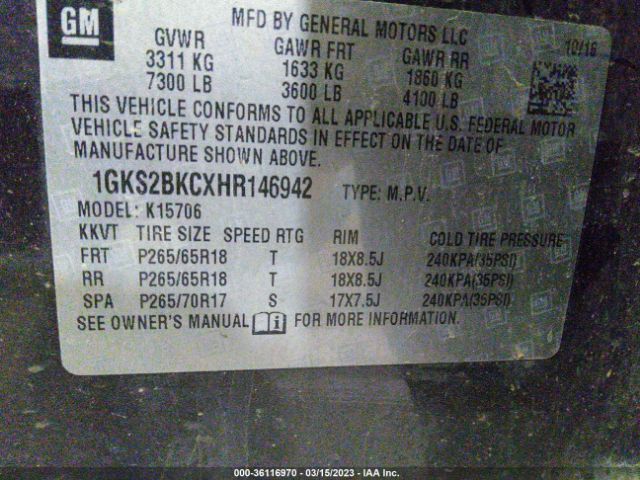 GM
MFD BY GENERAL MOTORS LLC
GVWR GAWR FRT GAWR RR 10/16
3311 KG 1633 KG 1860 KG
7300 LB 3600 LB 4100 LB
THIS VEHICLE CONFORMS TO ALL APPLICABLE U.S. FEDERAL MOTOR
VEHICLE SAFETY STANDARDS IN EFFECT ON THE DATE OF
MANUFACTURE SHOWN ABOVE.
1GKS2BKCXHR146942 TYPE: M.P.V.
MODEL: K15706
KKVT TIRE SIZE SPEED RTG RIM COLD TIRE PRESSURE
FRT P265/65R18 T 18X8.5J 240KPA(35PSI)
RR P265/65R18 T 18X8.5J 240KPA(35PSI)
SPA P265/70R17 S 17X7.5J 240KPA(35PSI)
SEE OWNER'S MANUAL FOR MORE INFORMATION.
000-36116970 - 03/15/2023 - IAA Inc.